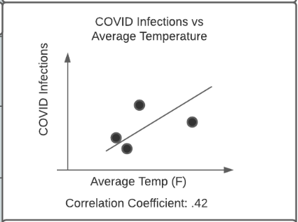 COVID Infections vs
Average Temperature
COVID Infections
Average Temp (F)
Correlation Coefficient: .42